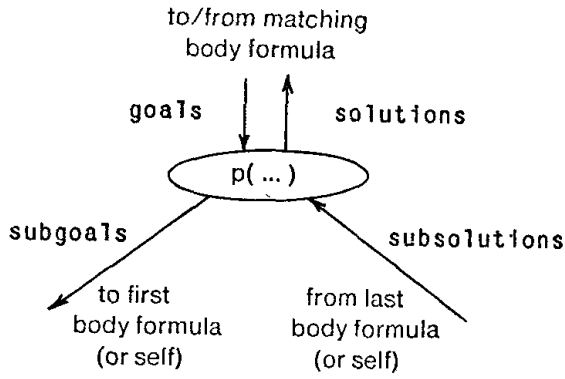 to/from matching
body formula
goals
solutions
p( ... )
subgoals
subsolutions
to first
body formula
(or self)
from last
body formula
(or self)